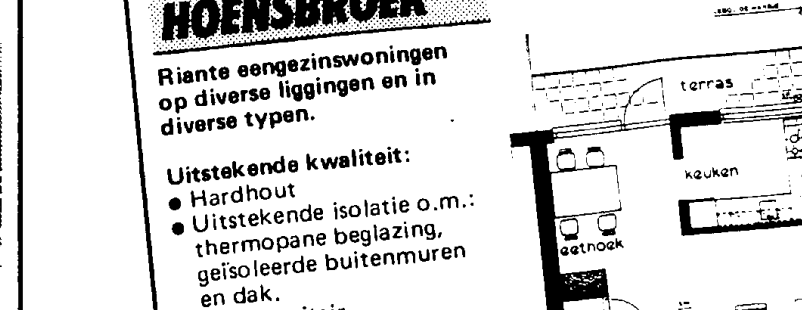 HOENSBROEK
Riante eengezinswoningen
op diverse liggingen en in
diverse typen.
Uitstekende kwaliteit:
● Hardhout
● Uitstekende isolatie o.m.:
thermopane beglazing,
geïsoleerde buitenmuren
en dak.
terras
keuken
eethoek